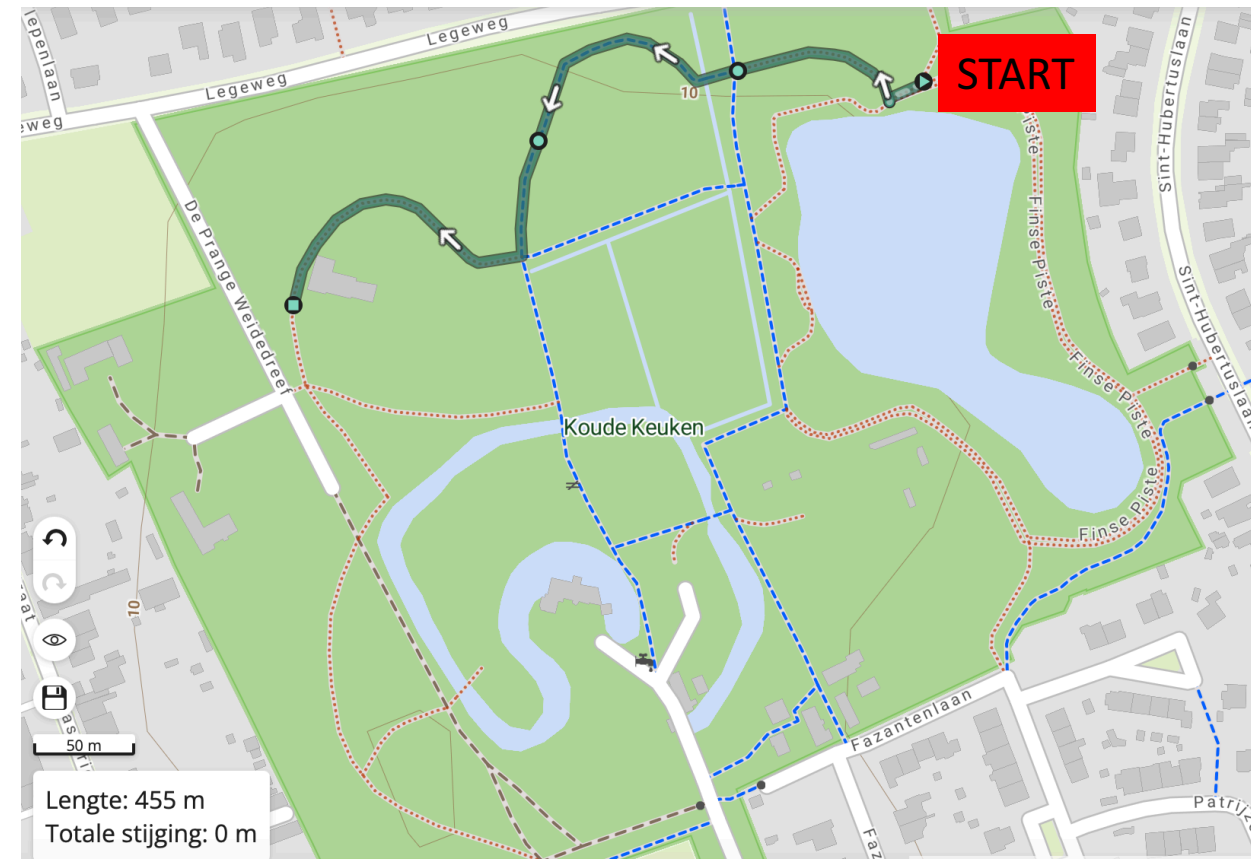 Legeweg
START
Legeweg
10
De Prange Weidedreef
Finse Piste
Finse Piste
Finse Piste
Finse Piste
Sint-Hubertuslaan
Sint-Hubertuslaan
Koude Keuken
10
50 m
Fazantenlaan
Lengte: 455 m
Totale stijging: 0 m